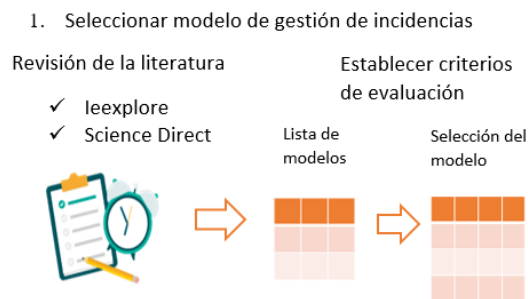 1. Seleccionar modelo de gestión de incidencias
Revisión de la literatura
✓ Ieexplore
✓ Science Direct
Establecer criterios
de evaluación
Lista de
modelos
Selección del
modelo